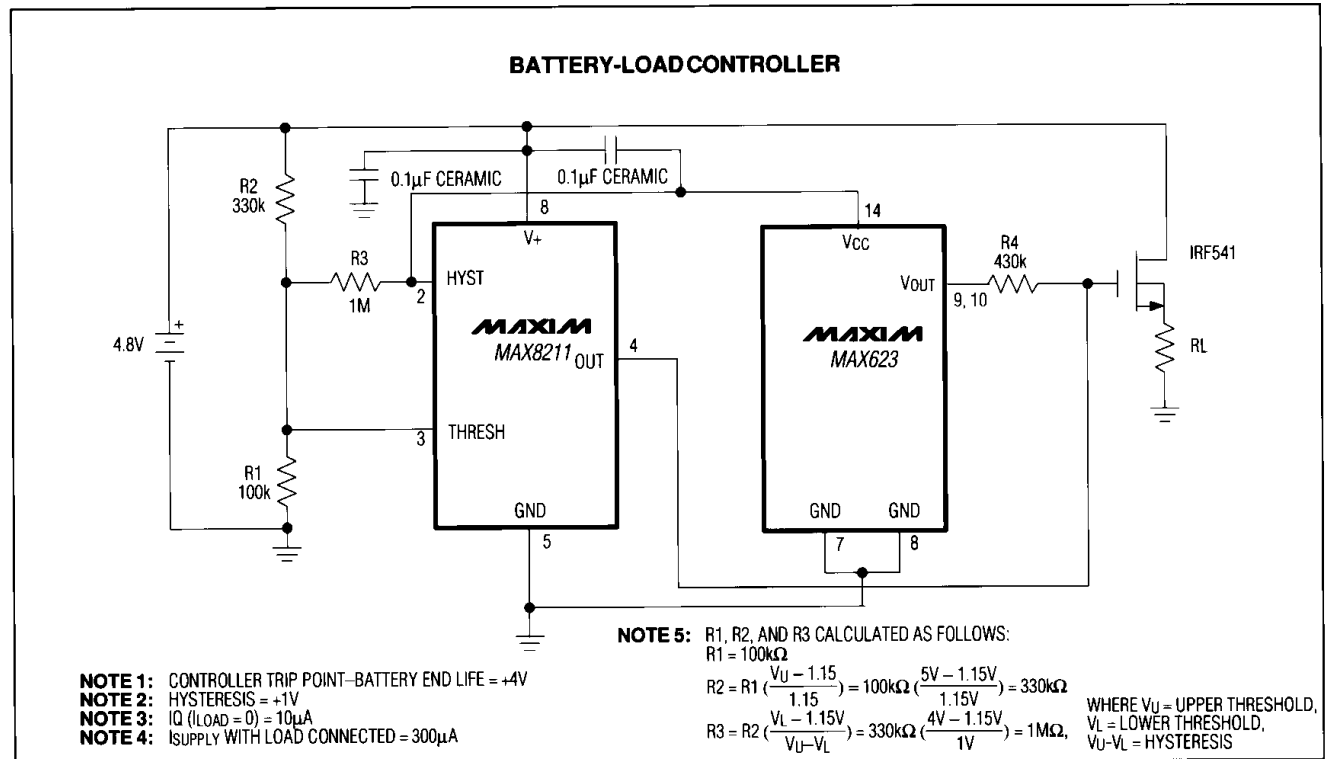 BATTERY-LOAD CONTROLLER
R2
330k
0.1µF CERAMIC
0.1µF CERAMIC
8
14
V+
VCC
R3
1M
HYST
2
VOUT
9, 10
R4
430k
IRF541
4.8V
+
MAXIM
MAX8211
OUT
4
MAXIM
MAX623
RL
3
THRESH
R1
100k
GND
5
GND
GND
7
8
NOTE 1: CONTROLLER TRIP POINT–BATTERY END LIFE = +4V
NOTE 2: HYSTERESIS = +1V
NOTE 3: IQ (ILOAD = 0) = 10µA
NOTE 4: ISUPPLY WITH LOAD CONNECTED = 300µA
NOTE 5: R1, R2, AND R3 CALCULATED AS FOLLOWS:
R1 = 100kΩ
R2 = R1 (VU – 1.15 / 1.15) = 100kΩ (5V – 1.15V / 1.15V) = 330kΩ
R3 = R2 (VL – 1.15V / VU–VL) = 330kΩ (4V – 1.15V / 1V) = 1MΩ,
WHERE VU = UPPER THRESHOLD,
VL = LOWER THRESHOLD,
VU-VL = HYSTERESIS